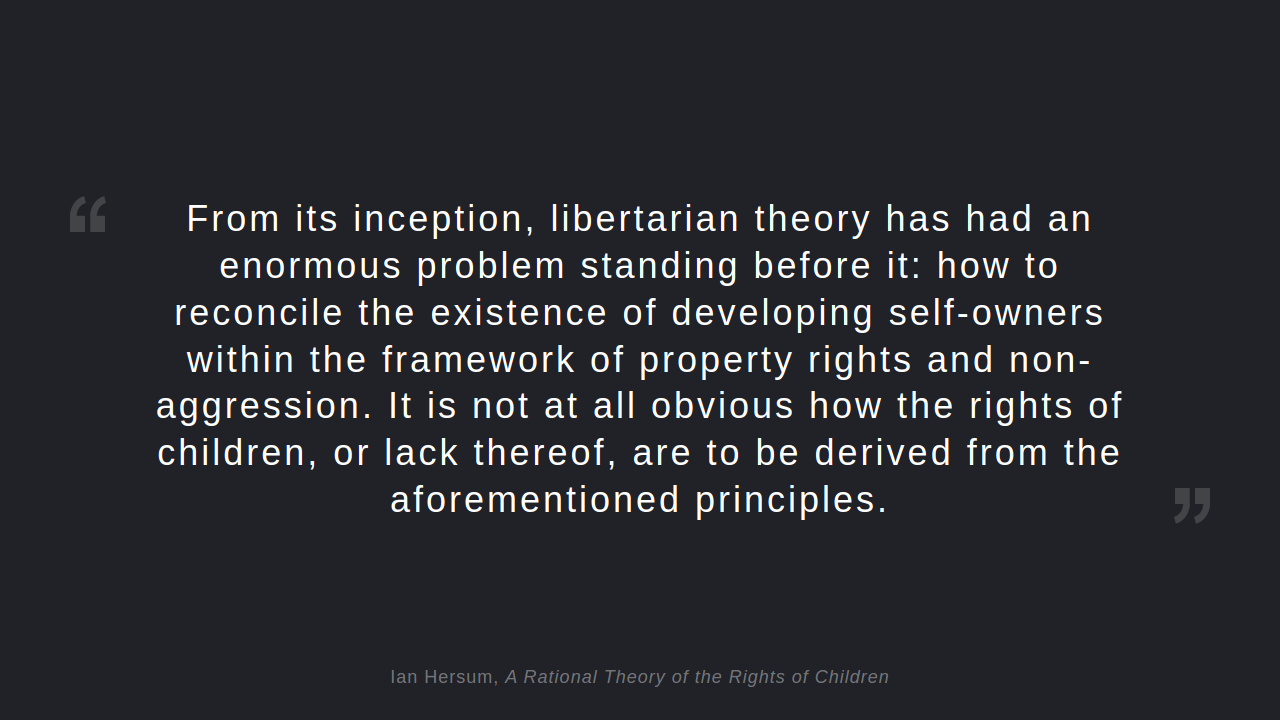 “
From its inception, libertarian theory has had an
enormous problem standing before it: how to
reconcile the existence of developing self-owners
within the framework of property rights and non-
aggression. It is not at all obvious how the rights of
children, or lack thereof, are to be derived from the
aforementioned principles.
”
Ian Hersum, A Rational Theory of the Rights of Children